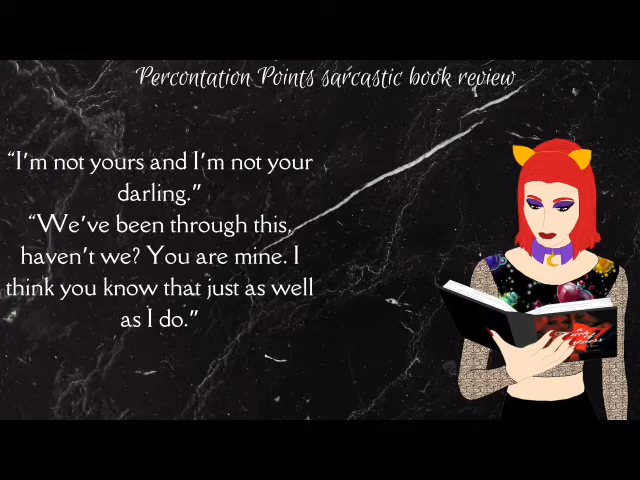 Percontation Points sarcastic book review
“I'm not yours and I'm not your
darling.”
“We've been through this,
haven't we? You are mine. I
think you know that just as well
as I do.”